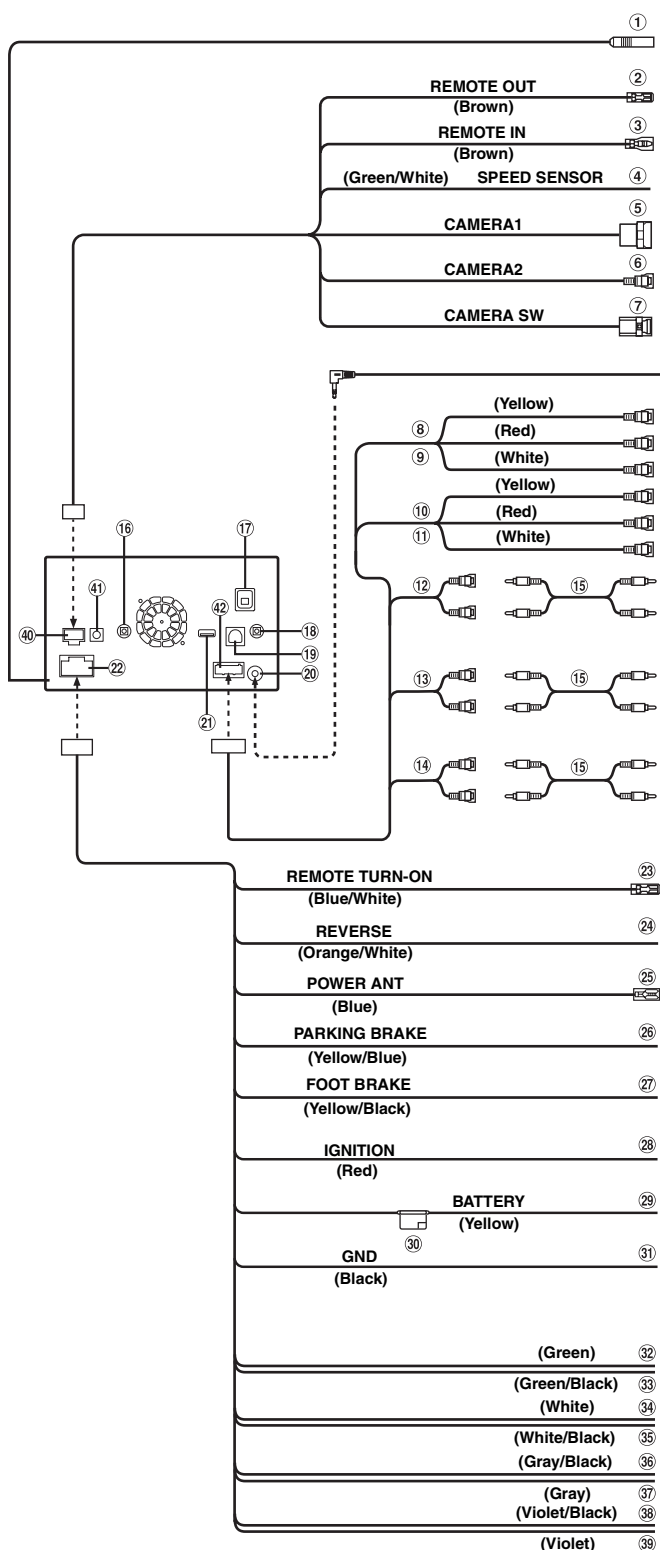 ①
②
REMOTE OUT
(Brown)
③
REMOTE IN
(Brown)
(Green/White) SPEED SENSOR ④
⑤
CAMERA1
⑥
CAMERA2
⑦
CAMERA SW
(Yellow)
⑧ (Red)
⑨ (White)
(Yellow)
⑩ (Red)
⑪ (White)
⑯ ⑰
㊶ ㊷ ⑫ ⑮
㊵ ⑱
㉒ ⑲
⑳
㉑
⑬ ⑮
⑭ ⑮
REMOTE TURN-ON ㉓
(Blue/White)
REVERSE ㉔
(Orange/White)
POWER ANT ㉕
(Blue)
PARKING BRAKE ㉖
(Yellow/Blue)
FOOT BRAKE ㉗
(Yellow/Black)
IGNITION ㉘
(Red)
BATTERY ㉙
(Yellow)
㉚
GND ㉛
(Black)
(Green) ㉜
(Green/Black) ㉝
(White) ㉞
(White/Black) ㉟
(Gray/Black) ㊱
(Gray) ㊲
(Violet/Black) ㊳
(Violet) ㊴